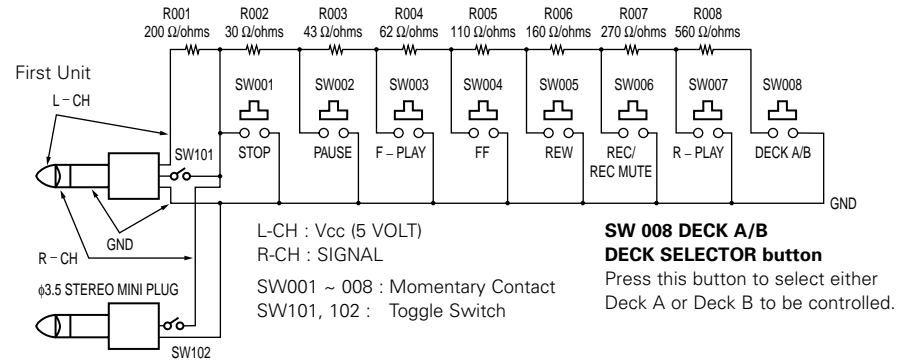 R001 R002 R003 R004 R005 R006 R007 R008
200 Ω/ohms 30 Ω/ohms 43 Ω/ohms 62 Ω/ohms 110 Ω/ohms 160 Ω/ohms 270 Ω/ohms 560 Ω/ohms
First Unit
L – CH
SW001 SW002 SW003 SW004 SW005 SW006 SW007 SW008
SW101
STOP PAUSE F – PLAY FF REW REC/ R – PLAY DECK A/B
REC MUTE
GND
GND
R – CH
L-CH : Vcc (5 VOLT)
R-CH : SIGNAL
SW001 ~ 008 : Momentary Contact
SW101, 102 : Toggle Switch
SW 008 DECK A/B
DECK SELECTOR button
Press this button to select either
Deck A or Deck B to be controlled.
ϕ3.5 STEREO MINI PLUG
SW102